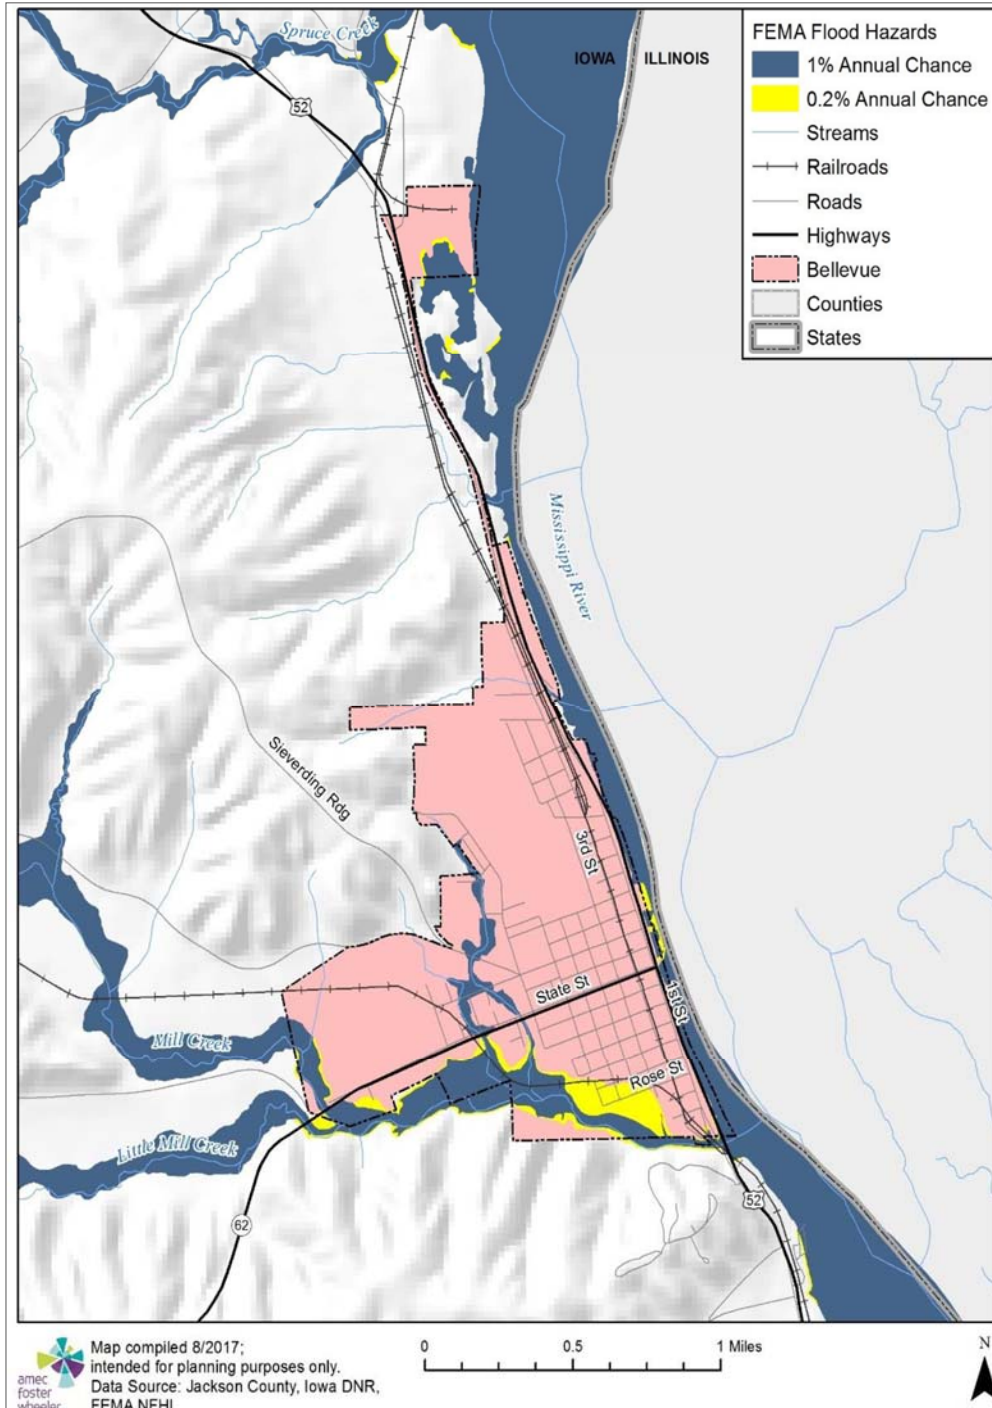 Spruce Creek
52
IOWA ILLINOIS
FEMA Flood Hazards
1% Annual Chance
0.2% Annual Chance
Streams
Railroads
Roads
Highways
Bellevue
Counties
States
Mississippi River
Sieverding Rdg
3rd St
State St
1st St
Mill Creek
Rose St
Little Mill Creek
52
62
Map compiled 8/2017;
intended for planning purposes only.
Data Source: Jackson County, Iowa DNR,
FEMA NFHL
amec
foster
wheeler
0 0.5 1 Miles
N